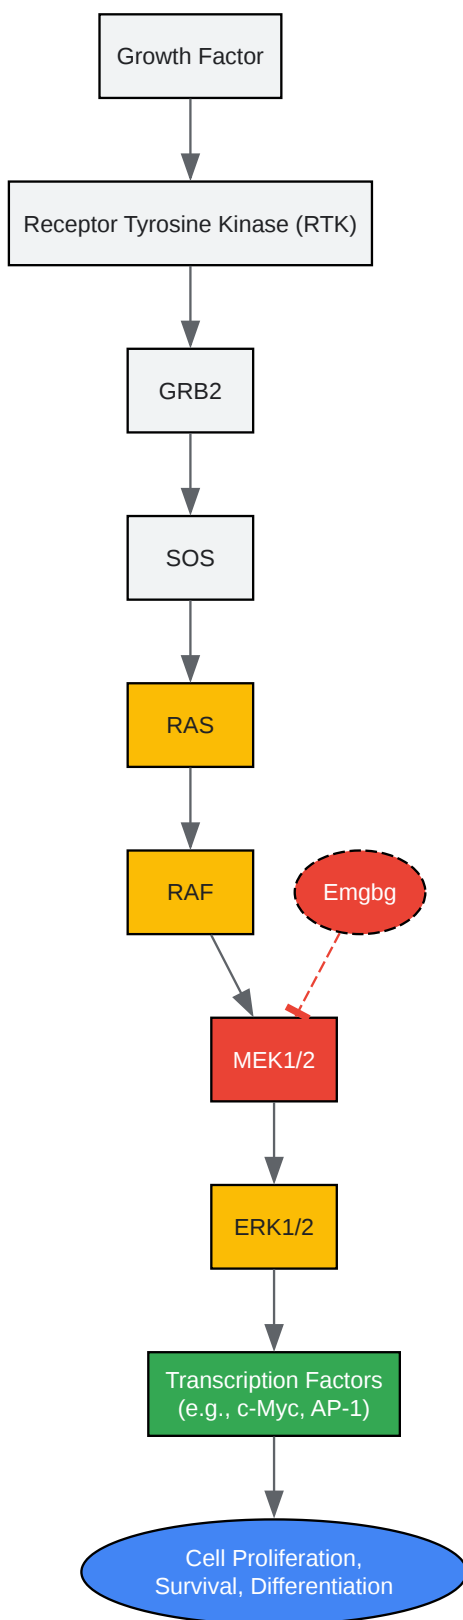 Growth Factor
Receptor Tyrosine Kinase (RTK)
GRB2
SOS
RAS
RAF
Emgbg
MEK1/2
ERK1/2
Transcription Factors
(e.g., c-Myc, AP-1)
Cell Proliferation,
Survival, Differentiation